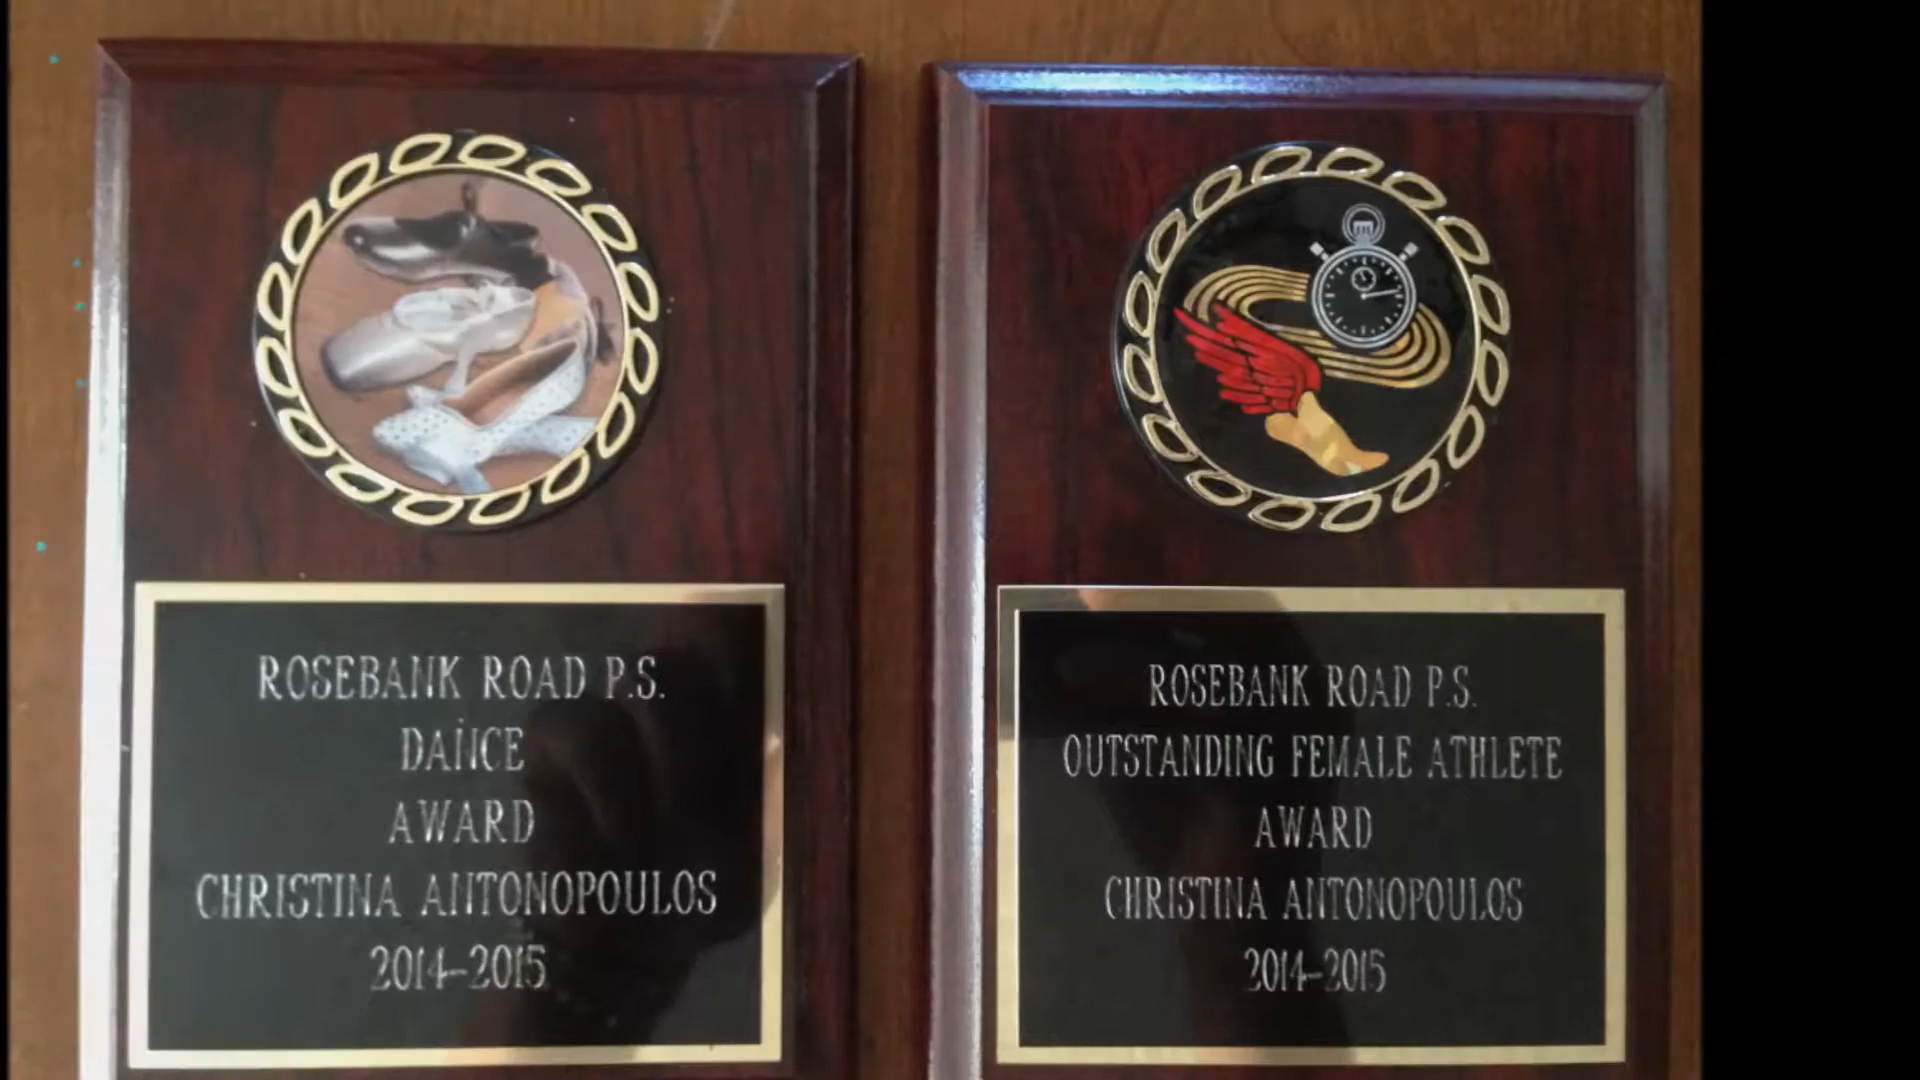 ROSEBANK ROAD P.S.
DANCE
AWARD
CHRISTINA ANTONOPOULOS
2014-2015
ROSEBANK ROAD P.S.
OUTSTANDING FEMALE ATHLETE
AWARD
CHRISTINA ANTONOPOULOS
2014-2015